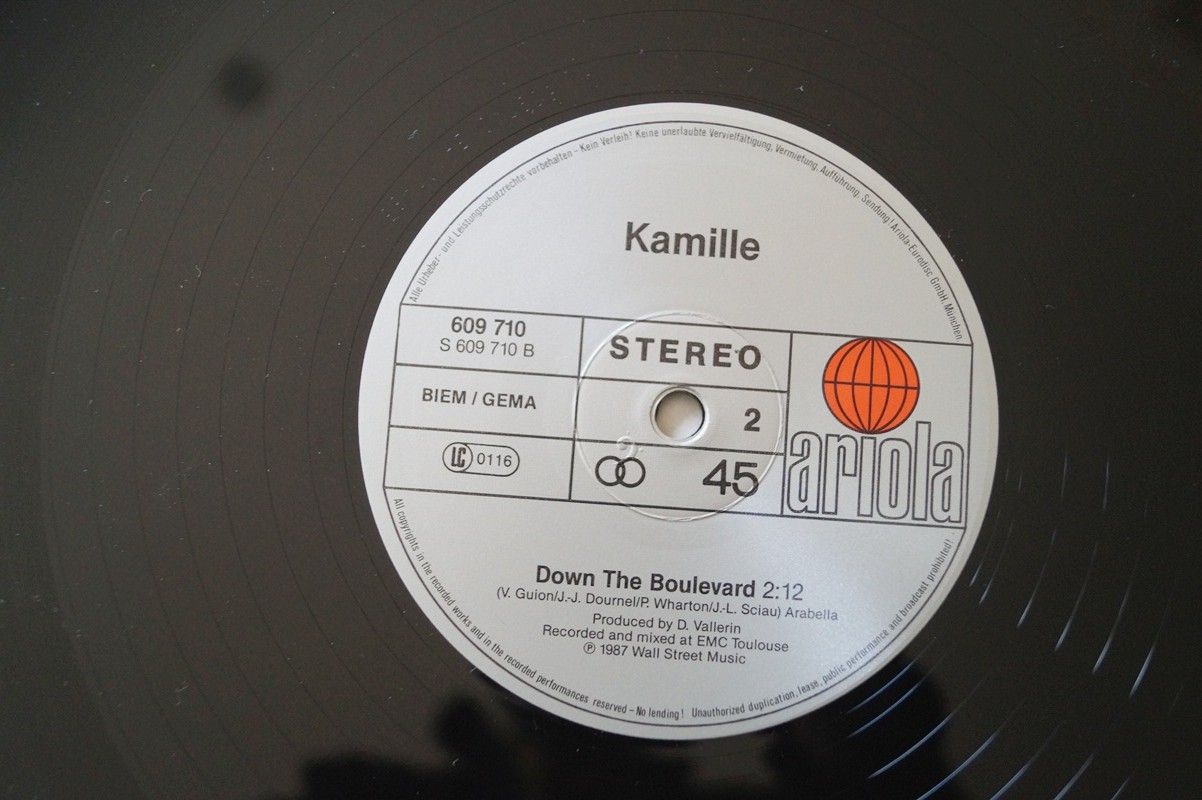 Alle Urheber- und Leistungsschutzrechte vorbehalten – Kein Verleih! Keine unerlaubte Vervielfältigung, Vermietung, Aufführung, Sendung! Ariola-Eurodisc GmbH, München
Kamille
609 710
S 609 710 B
BIEM / GEMA
LC 0116
STEREO
2
45
ariola
Down The Boulevard 2:12
(V. Guion/J.-J. Dournel/P. Wharton/J.-L. Sciau) Arabella
Produced by D. Vallerin
Recorded and mixed at EMC Toulouse
℗ 1987 Wall Street Music
All copyrights in the recorded works and in the recorded performances reserved – No lending! Unauthorized duplication, lease, public performance and broadcast prohibited!